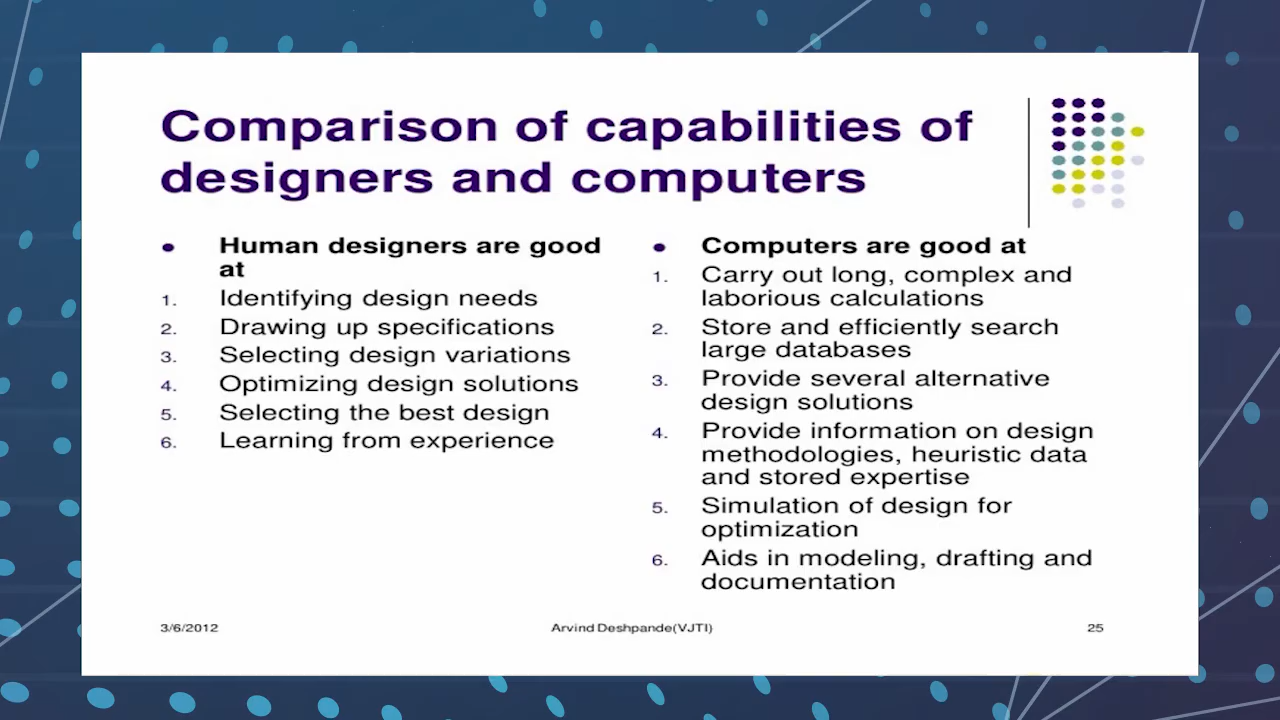 Comparison of capabilities of
designers and computers
● Human designers are good
at
1. Identifying design needs
2. Drawing up specifications
3. Selecting design variations
4. Optimizing design solutions
5. Selecting the best design
6. Learning from experience
● Computers are good at
1. Carry out long, complex and
laborious calculations
2. Store and efficiently search
large databases
3. Provide several alternative
design solutions
4. Provide information on design
methodologies, heuristic data
and stored expertise
5. Simulation of design for
optimization
6. Aids in modeling, drafting and
documentation
3/6/2012
Arvind Deshpande(VJTI)
25